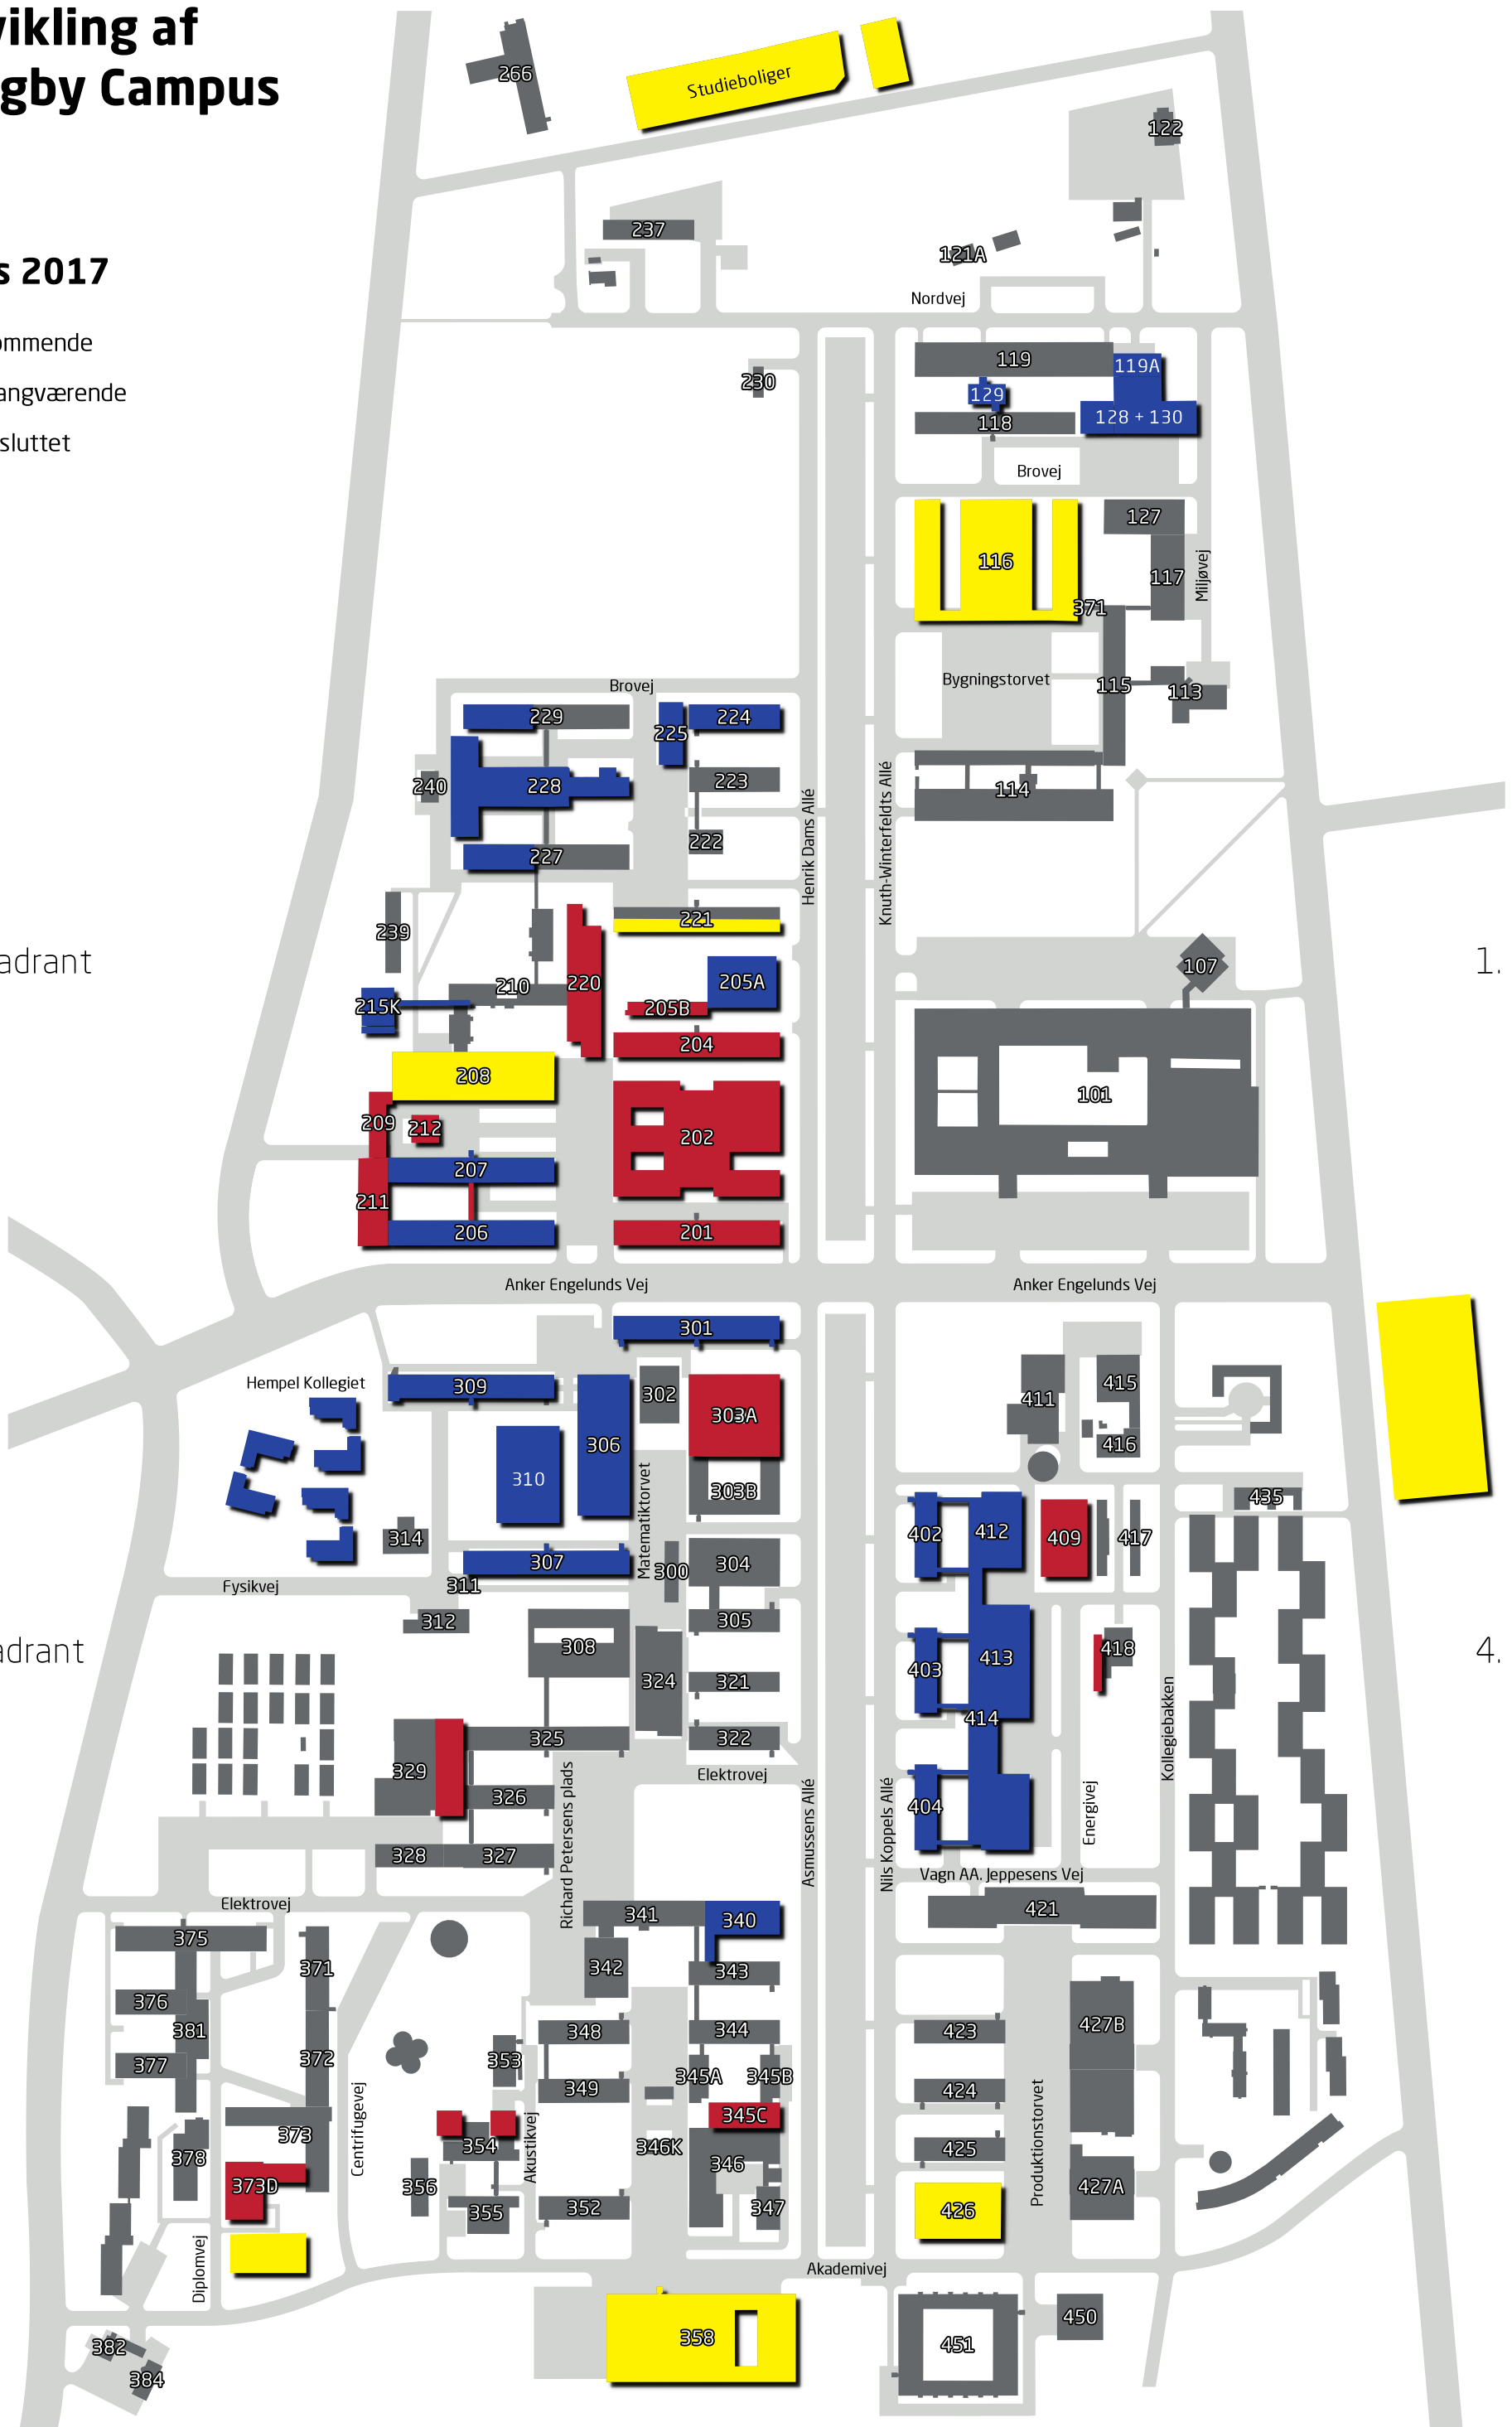 vikling af
gby Campus
s 2017
ommende
angværende
sluttet
266
Studieboliger
122
237
121A
Nordvej
119
119A
230
129
128 + 130
118
Brovej
127
116
117
Miljøvej
371
Bygningstorvet
115
113
Brovej
229
225
224
240
228
223
114
222
227
Henrik Dams Allé
Knuth-Winterfeldts Allé
239
221
adrant
1.
107
210
220
205A
215K
205B
204
208
101
209
212
202
207
211
206
201
Anker Engelunds Vej
Anker Engelunds Vej
301
Hempel Kollegiet
309
302
303A
411
415
306
416
310
303B
435
Matematiktorvet
314
402
412
409
417
307
300
304
Fysikvej
311
312
305
308
403
413
418
adrant
4.
324
321
414
325
322
Kollegiebakken
329
Elektrovej
326
404
Energivej
Richard Petersens plads
Asmussens Allé
Nils Koppels Allé
328
327
Vagn AA. Jeppesens Vej
Elektrovej
341
340
421
375
371
342
343
376
381
348
344
423
427B
377
372
353
345A
345B
349
424
Centrifugevej
Akustikvej
345C
373
354
346K
425
Produktionstorvet
378
346
373D
356
427A
355
352
347
426
Diplomvej
Akademivej
450
358
451
382
384